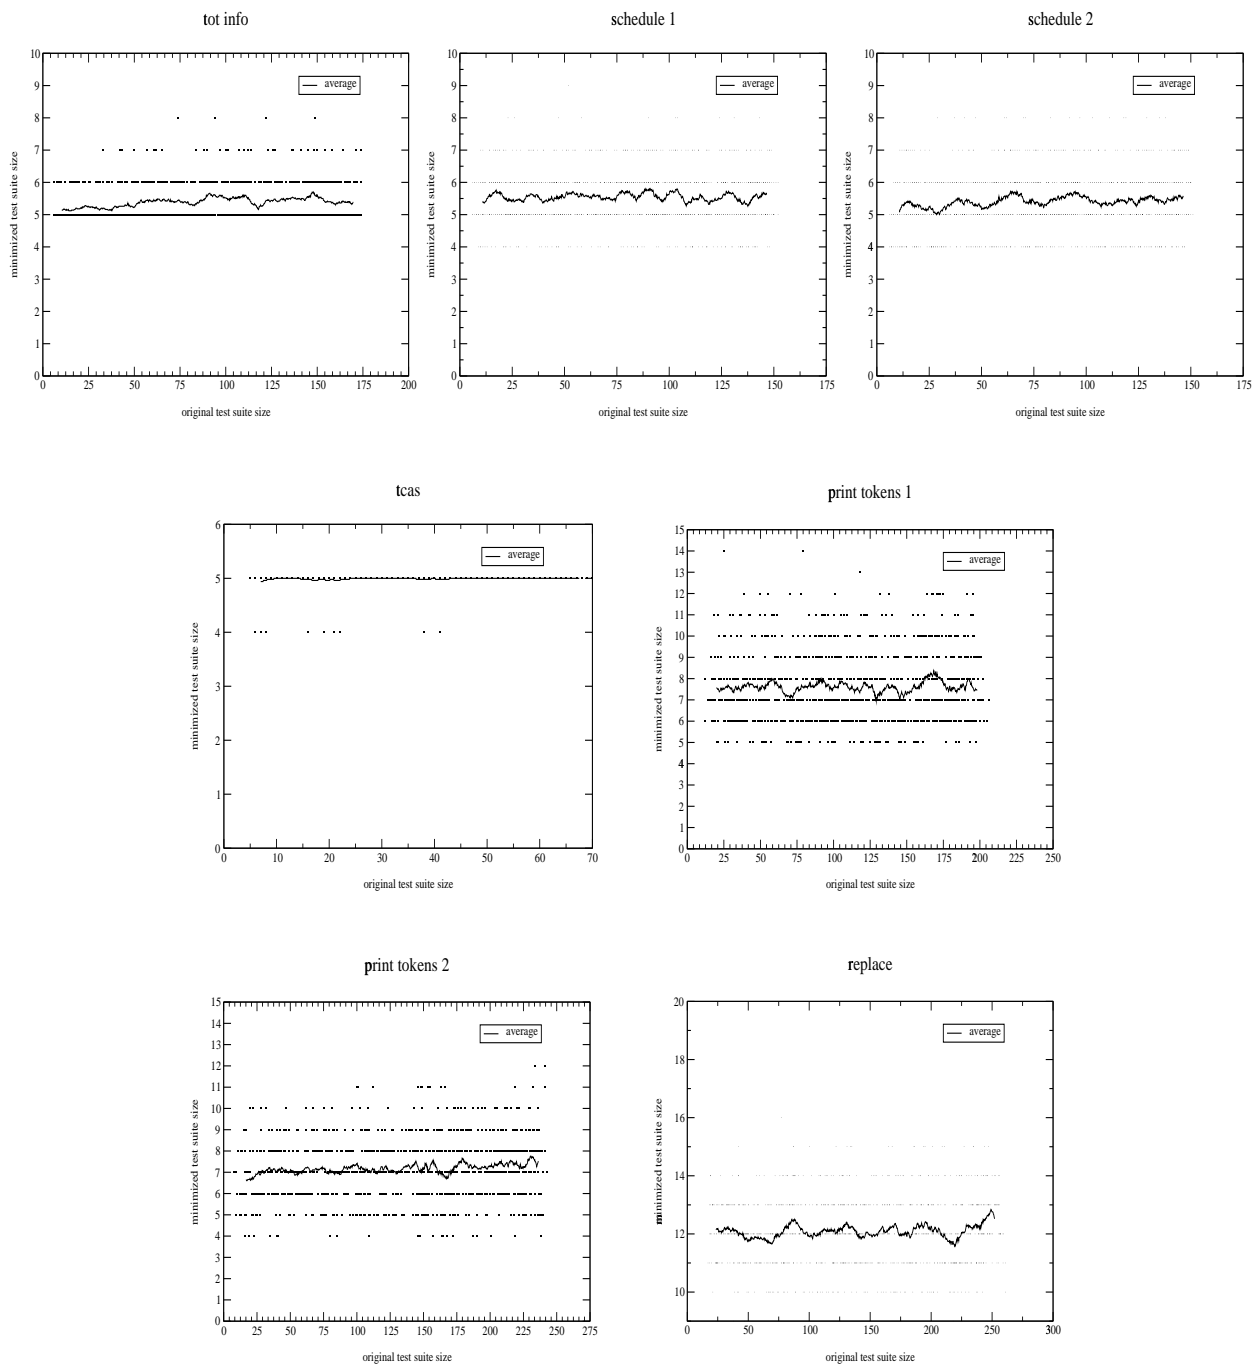 tot info
schedule 1
schedule 2
10
9
8
7
6
5
4
3
2
1
0
minimized test suite size
average
0 25 50 75 100 125 150 175 200
original test suite size
10
9
8
7
6
5
4
3
2
1
0
minimized test suite size
average
0 25 50 75 100 125 150 175
original test suite size
10
9
8
7
6
5
4
3
2
1
0
minimized test suite size
average
0 25 50 75 100 125 150 175
original test suite size
tcas
6
5
4
3
2
1
0
minimized test suite size
average
0 10 20 30 40 50 60 70
original test suite size
print tokens 1
15
14
13
12
11
10
9
8
7
6
5
4
3
2
1
0
minimized test suite size
average
0 25 50 75 100 125 150 175 200 225 250
original test suite size
print tokens 2
15
14
13
12
11
10
9
8
7
6
5
4
3
2
1
0
minimized test suite size
average
0 25 50 75 100 125 150 175 200 225 250 275
original test suite size
replace
20
18
16
14
12
10
minimized test suite size
average
0 50 100 150 200 250 300
original test suite size